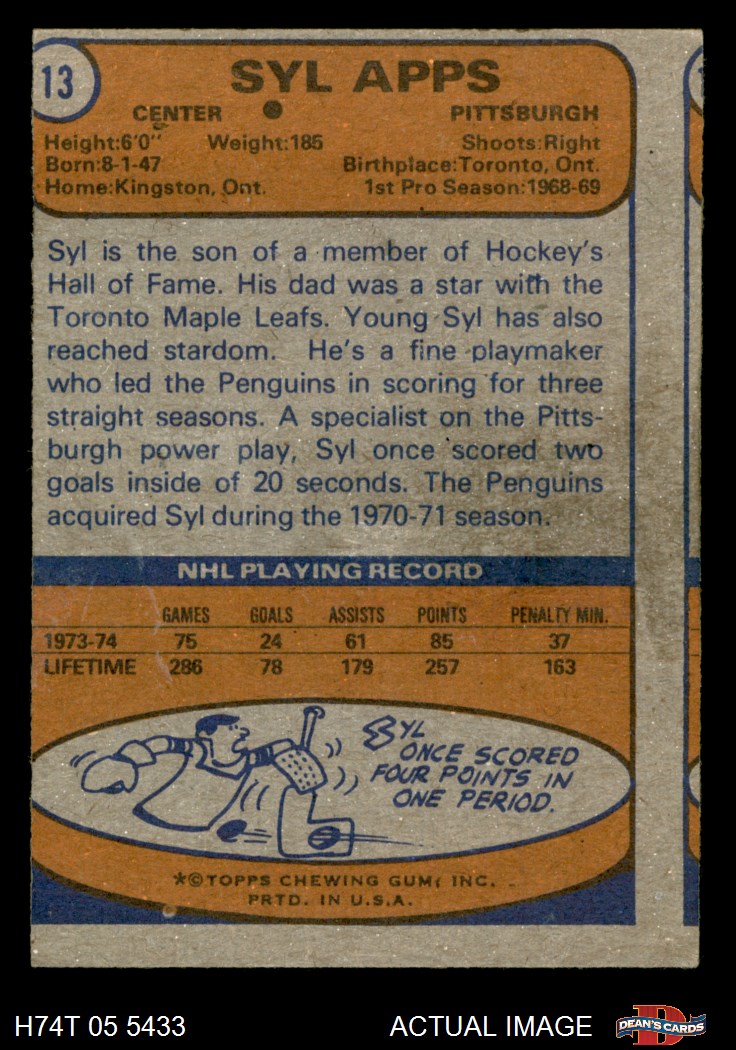 13
SYL APPS
CENTER PITTSBURGH
Height:6'0" Weight:185 Shoots:Right
Born:8-1-47 Birthplace:Toronto, Ont.
Home:Kingston, Ont. 1st Pro Season:1968-69
Syl is the son of a member of Hockey's
Hall of Fame. His dad was a star with the
Toronto Maple Leafs. Young Syl has also
reached stardom. He's a fine playmaker
who led the Penguins in scoring for three
straight seasons. A specialist on the Pitts-
burgh power play, Syl once scored two
goals inside of 20 seconds. The Penguins
acquired Syl during the 1970-71 season.
NHL PLAYING RECORD
GAMES GOALS ASSISTS POINTS PENALTY MIN.
1973-74 75 24 61 85 37
LIFETIME 286 78 179 257 163
SYL
ONCE SCORED
FOUR POINTS IN
ONE PERIOD.
*©TOPPS CHEWING GUM, INC.
PRTD. IN U.S.A.
H74T 05 5433 ACTUAL IMAGE DEAN'S CARDS